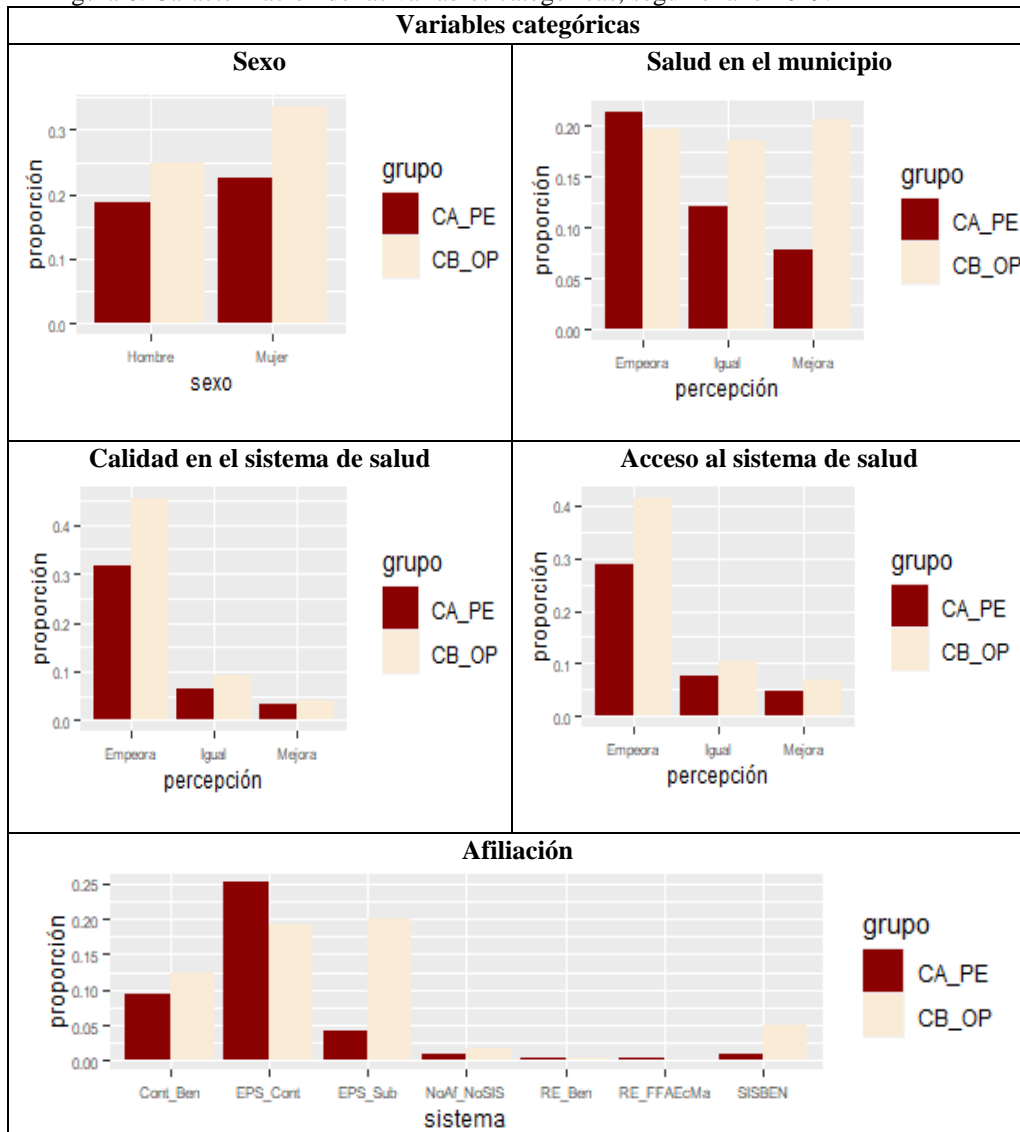 Variables categóricas
Sexo
proporción
0.3
0.2
0.1
0.0
Hombre Mujer
sexo
grupo
CA_PE
CB_OP
Salud en el municipio
proporción
0.20
0.15
0.10
0.05
0.00
Empeora Igual Mejora
percepción
grupo
CA_PE
CB_OP
Calidad en el sistema de salud
proporción
0.4
0.3
0.2
0.1
0.0
Empeora Igual Mejora
percepción
grupo
CA_PE
CB_OP
Acceso al sistema de salud
proporción
0.4
0.3
0.2
0.1
0.0
Empeora Igual Mejora
percepción
grupo
CA_PE
CB_OP
Afiliación
proporción
0.25
0.20
0.15
0.10
0.05
0.00
Cont_Ben EPS_Cont EPS_Sub NoAf_NoSIS RE_Ben RE_FFAEcMa SISBEN
sistema
grupo
CA_PE
CB_OP